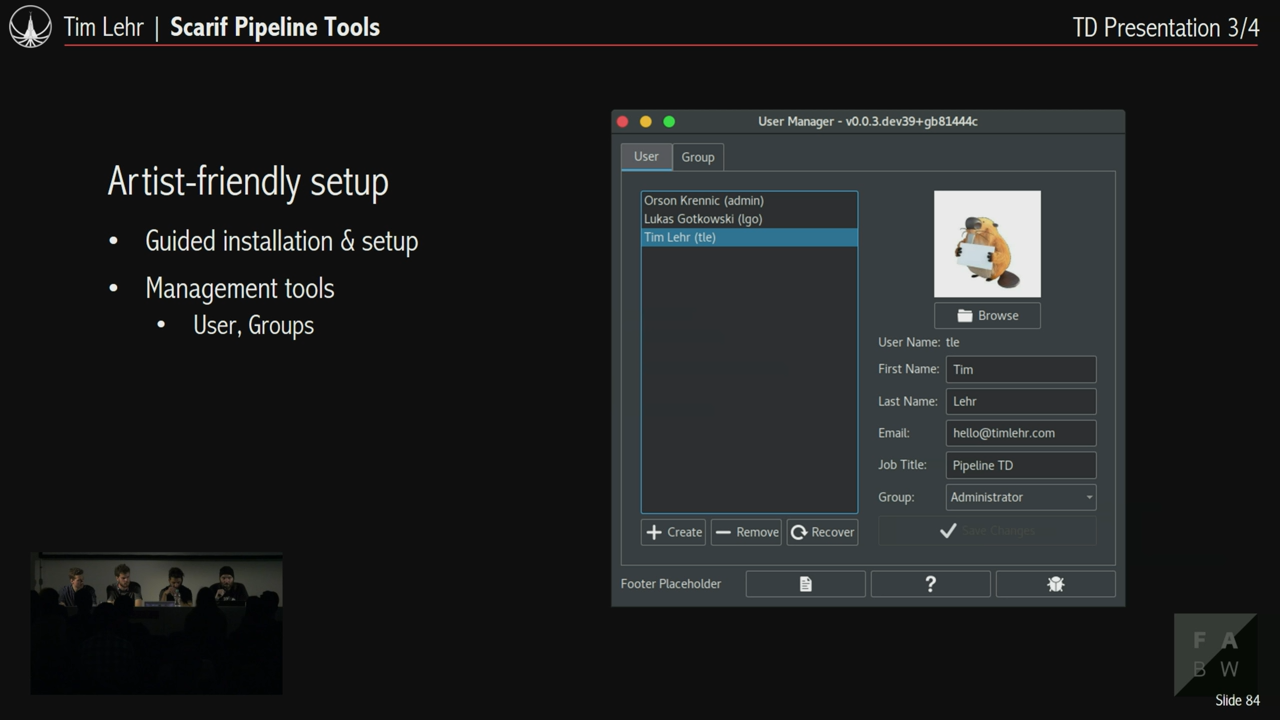 Tim Lehr | Scarif Pipeline Tools
TD Presentation 3/4
Artist-friendly setup
• Guided installation & setup
• Management tools
• User, Groups
User Manager - v0.0.3.dev39+gb81444c
User
Group
Orson Krennic (admin)
Lukas Gotkowski (lgo)
Tim Lehr (tle)
Browse
User Name: tle
First Name: Tim
Last Name: Lehr
Email: hello@timlehr.com
Job Title: Pipeline TD
Group: Administrator
Create
Remove
Recover
Save Changes
Footer Placeholder
?
F A
B W
Slide 84